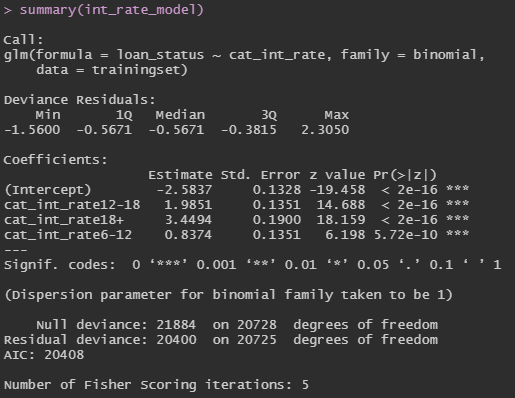 > summary(int_rate_model)
Call:
glm(formula = loan_status ~ cat_int_rate, family = binomial,
    data = trainingset)
Deviance Residuals:
    Min       1Q   Median       3Q      Max
-1.5600  -0.5671  -0.5671  -0.3815   2.3050
Coefficients:
                  Estimate Std. Error z value Pr(>|z|)
(Intercept)        -2.5837     0.1328 -19.458  < 2e-16 ***
cat_int_rate12-18   1.9851     0.1351  14.688  < 2e-16 ***
cat_int_rate18+     3.4494     0.1900  18.159  < 2e-16 ***
cat_int_rate6-12    0.8374     0.1351   6.198 5.72e-10 ***
---
Signif. codes:  0 ‘***’ 0.001 ‘**’ 0.01 ‘*’ 0.05 ‘.’ 0.1 ‘ ’ 1
(Dispersion parameter for binomial family taken to be 1)
    Null deviance: 21884  on 20728  degrees of freedom
Residual deviance: 20400  on 20725  degrees of freedom
AIC: 20408
Number of Fisher Scoring iterations: 5